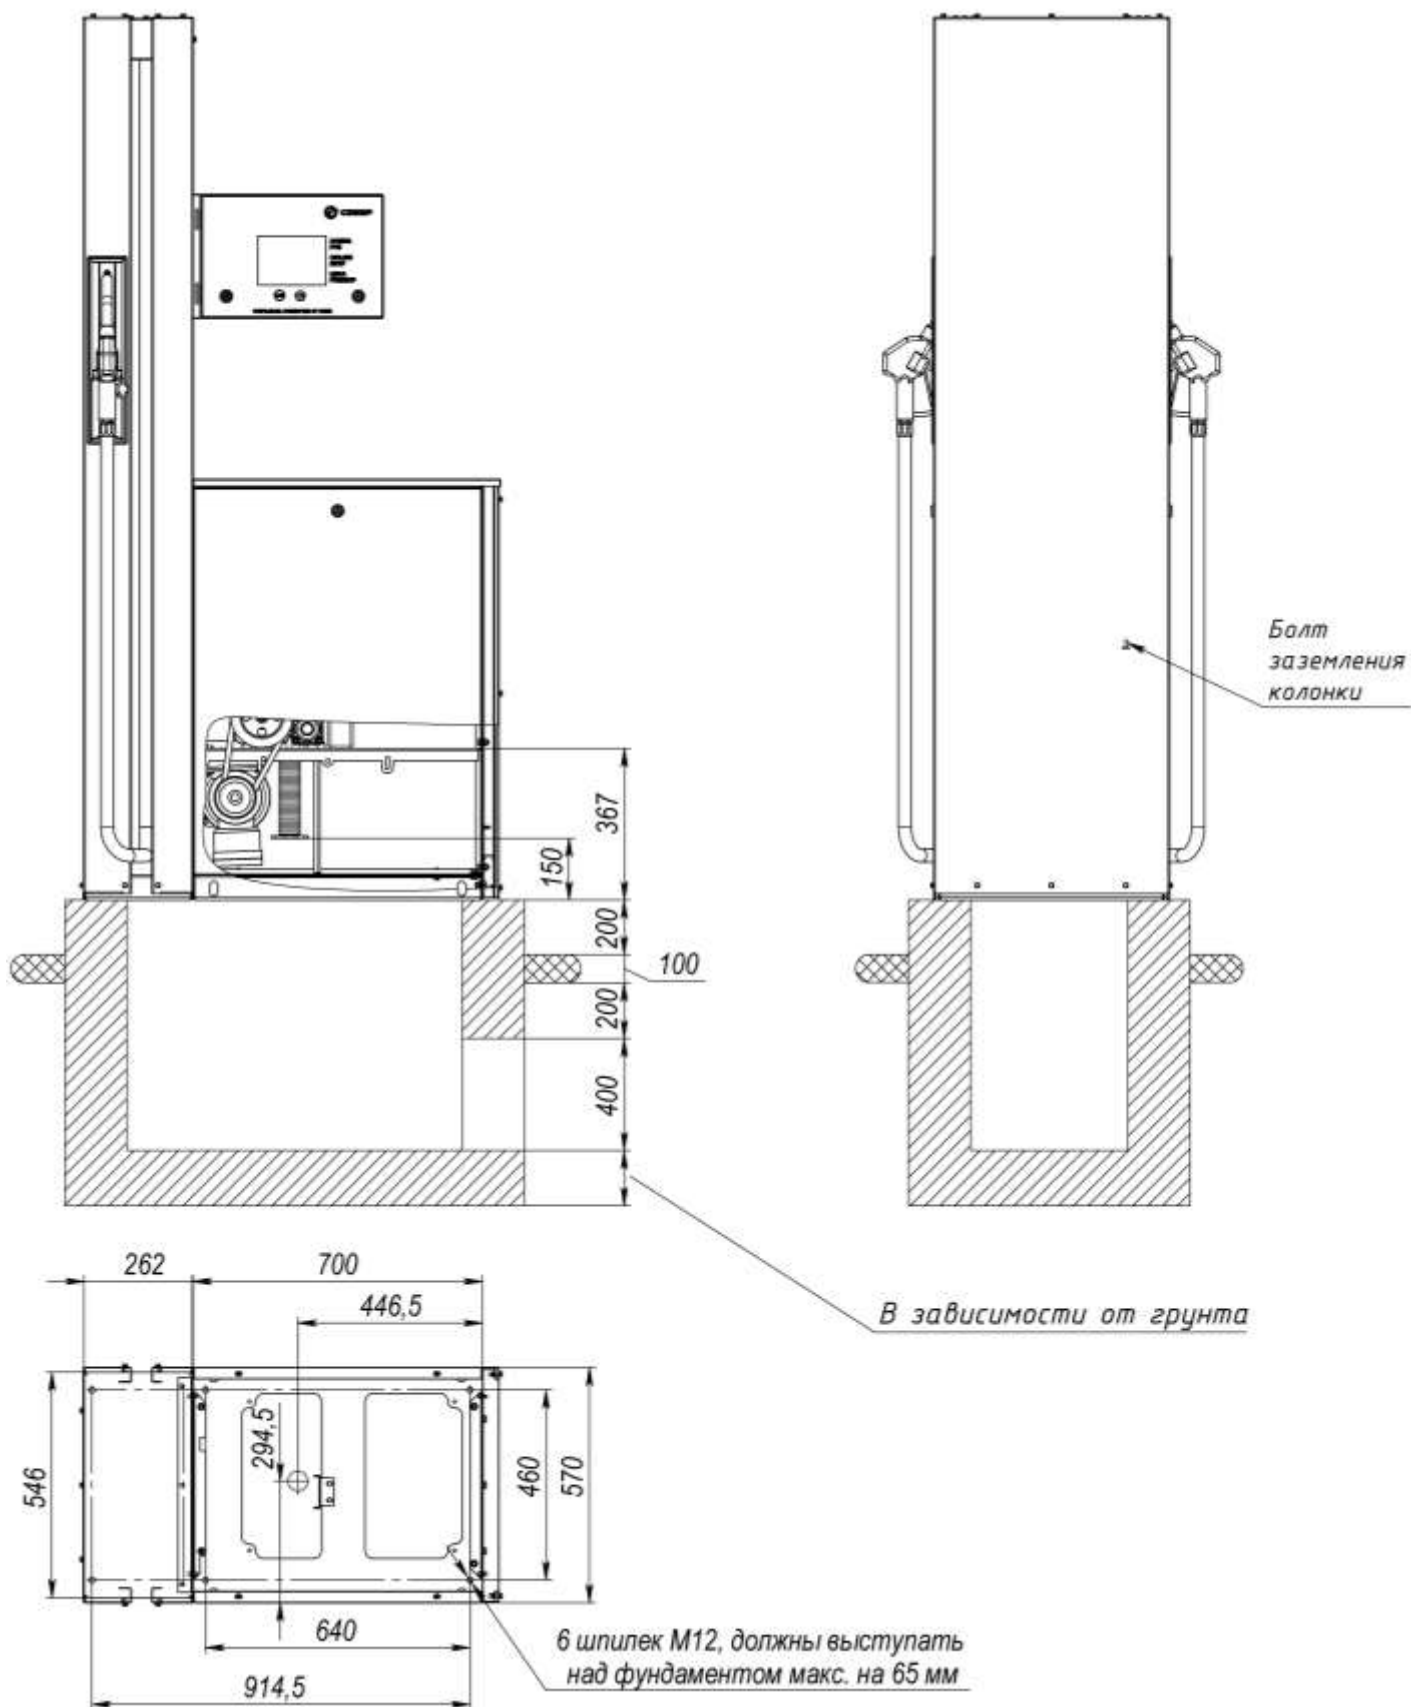 Болт
заземления
колонки
367
150
200
100
200
400
262
700
446,5
В зависимости от грунта
294,5
546
460
570
640
6 шпилек М12, должны выступать
над фундаментом макс. на 65 мм
914,5